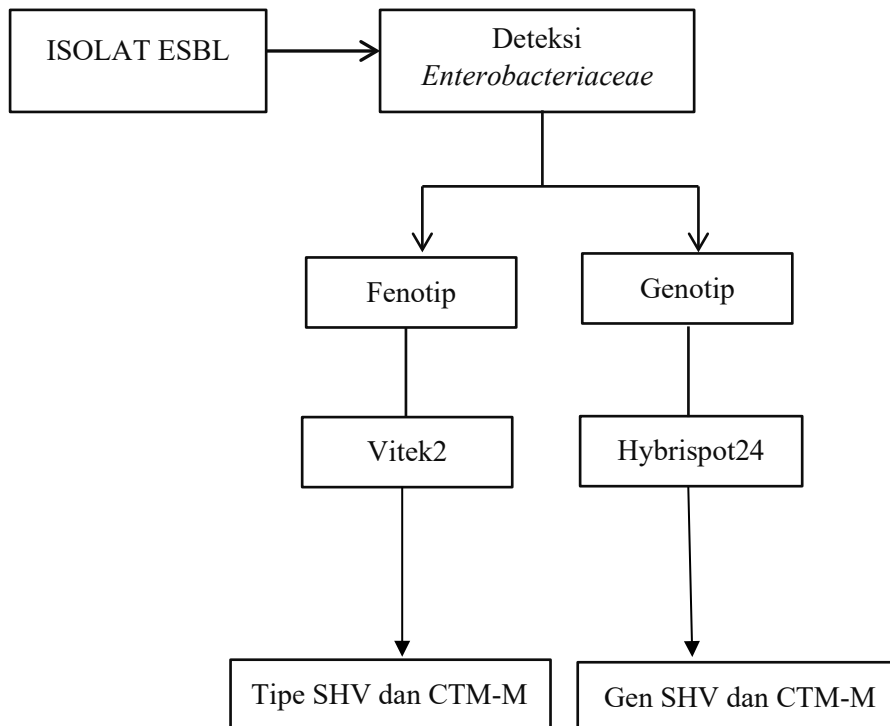 ISOLAT ESBL
Deteksi
Enterobacteriaceae
Fenotip
Genotip
Vitek2
Hybrispot24
Tipe SHV dan CTM-M
Gen SHV dan CTM-M